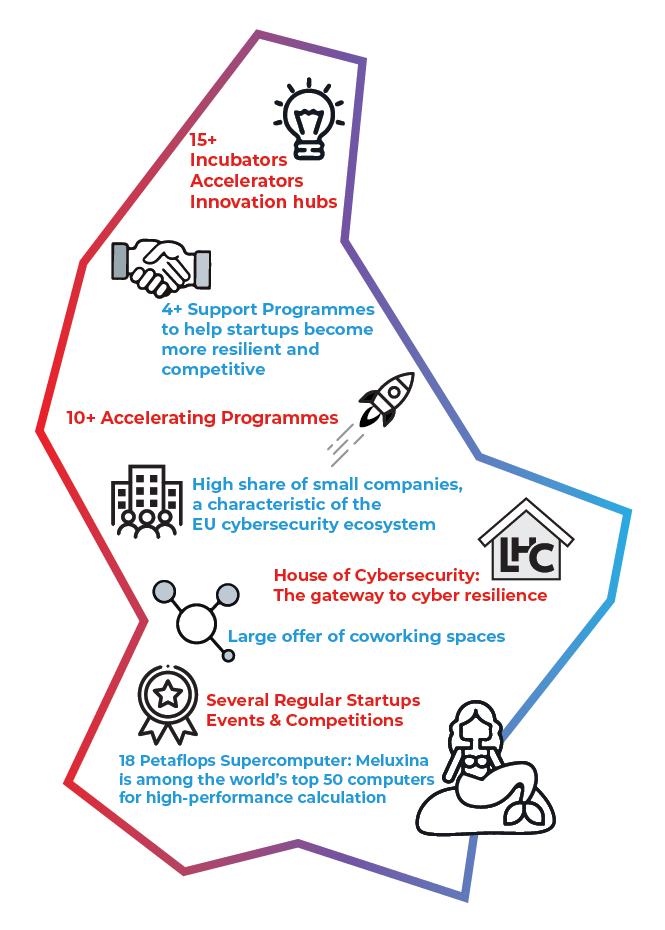 15+
Incubators
Accelerators
Innovation hubs
4+ Support Programmes
to help startups become
more resilient and
competitive
10+ Accelerating Programmes
High share of small companies,
a characteristic of the
EU cybersecurity ecosystem
LHC
House of Cybersecurity:
The gateway to cyber resilience
Large offer of coworking spaces
Several Regular Startups
Events & Competitions
18 Petaflops Supercomputer: Meluxina
is among the world’s top 50 computers
for high-performance calculation